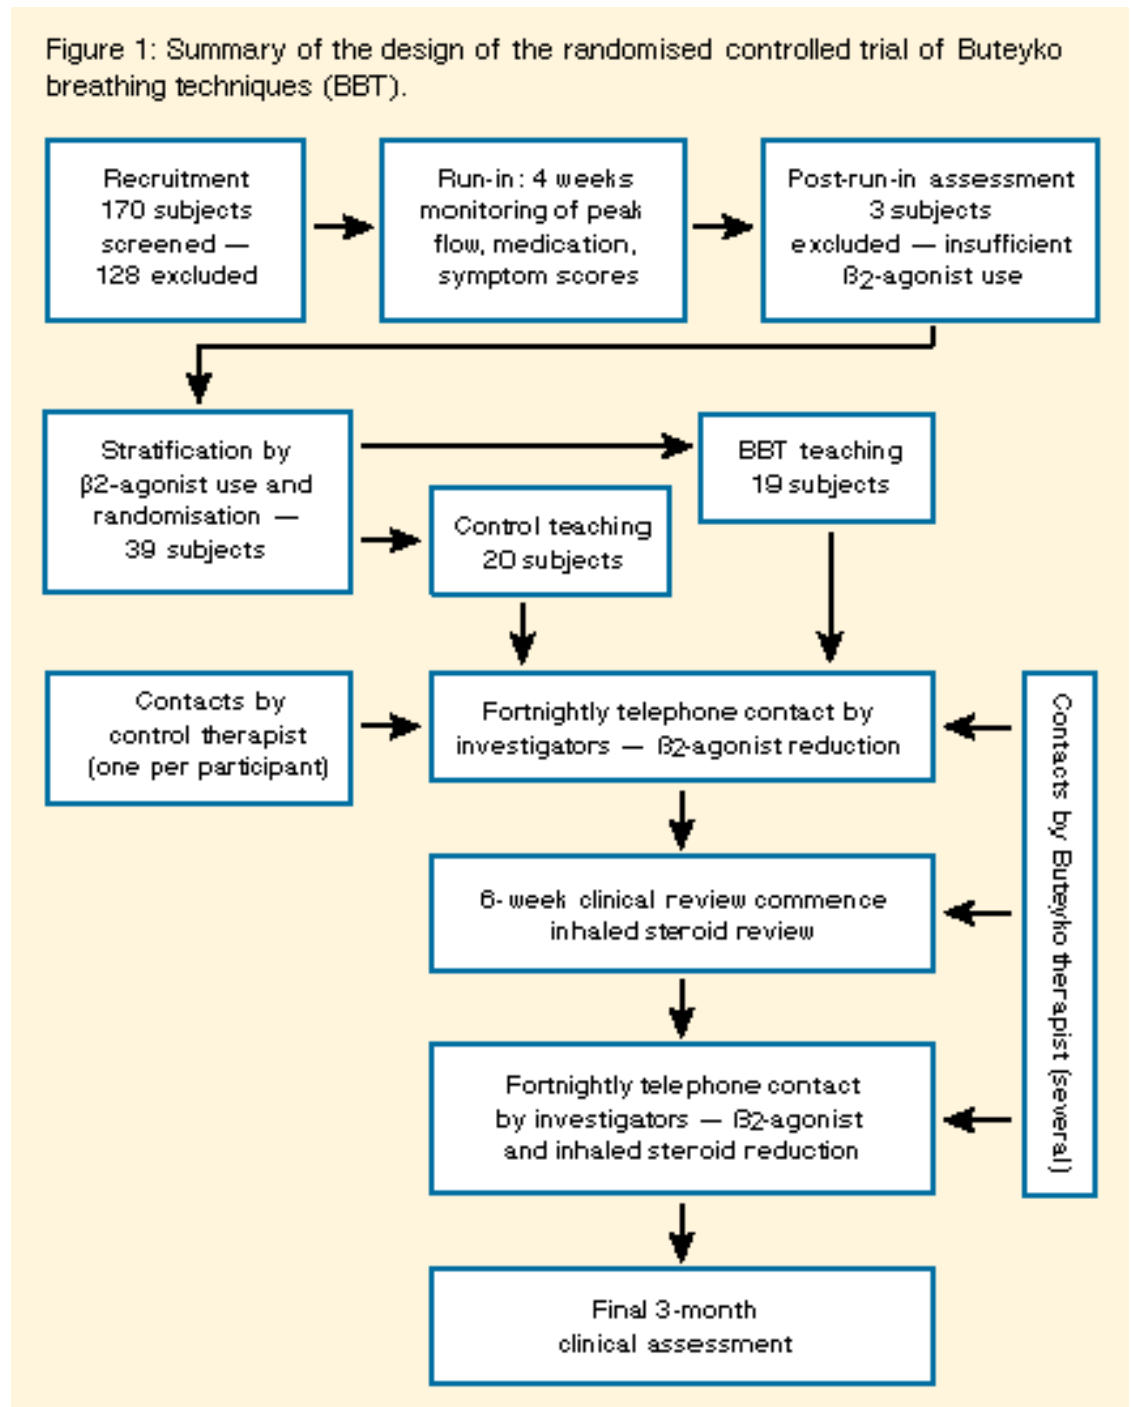 Figure 1: Summary of the design of the randomised controlled trial of Buteyko
breathing techniques (BBT).
Recruitment
170 subjects
screened —
128 excluded
Run-in: 4 weeks
monitoring of peak
flow, medication,
symptom scores
Post-run-in assessment
3 subjects
excluded — insufficient
ß2-agonist use
Stratification by
β2-agonist use and
randomisation —
39 subjects
BBT teaching
19 subjects
Control teaching
20 subjects
Contacts by
control therapist
(one per participant)
Fortnightly telephone contact by
investigators — ß2-agonist reduction
Contacts by Buteyko therapist (several)
6-week clinical review commence
inhaled steroid review
Fortnightly telephone contact
by investigators — ß2-agonist
and inhaled steroid reduction
Final 3-month
clinical assessment